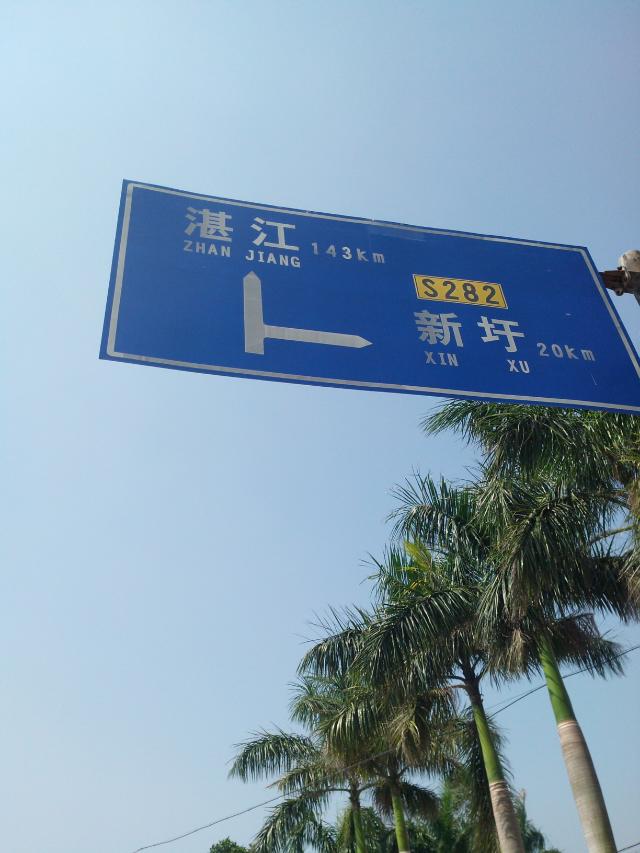 湛江 143km
ZHAN JIANG
S282
新圩 20km
XIN XU